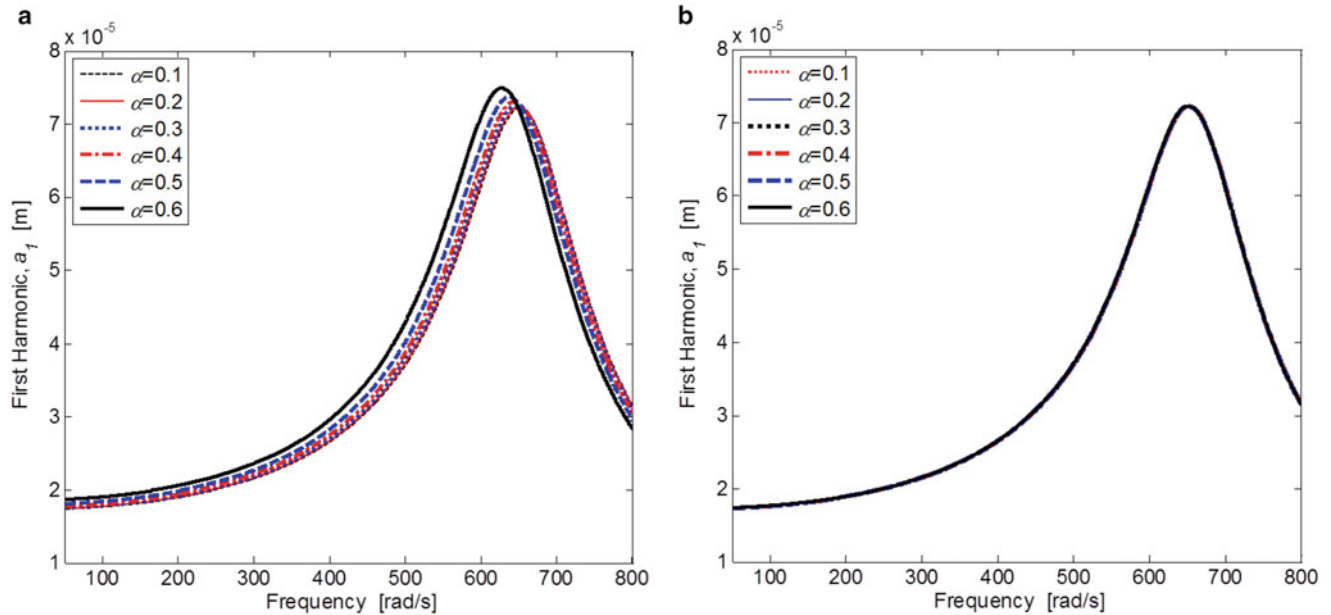 a
x 10⁻⁵
8
7
6
5
4
3
2
1
First Harmonic, a₁ [m]
α=0.1
α=0.2
α=0.3
α=0.4
α=0.5
α=0.6
100 200 300 400 500 600 700 800
Frequency [rad/s]
b
x 10⁻⁵
8
7
6
5
4
3
2
1
First Harmonic, a₁ [m]
α=0.1
α=0.2
α=0.3
α=0.4
α=0.5
α=0.6
100 200 300 400 500 600 700 800
Frequency [rad/s]